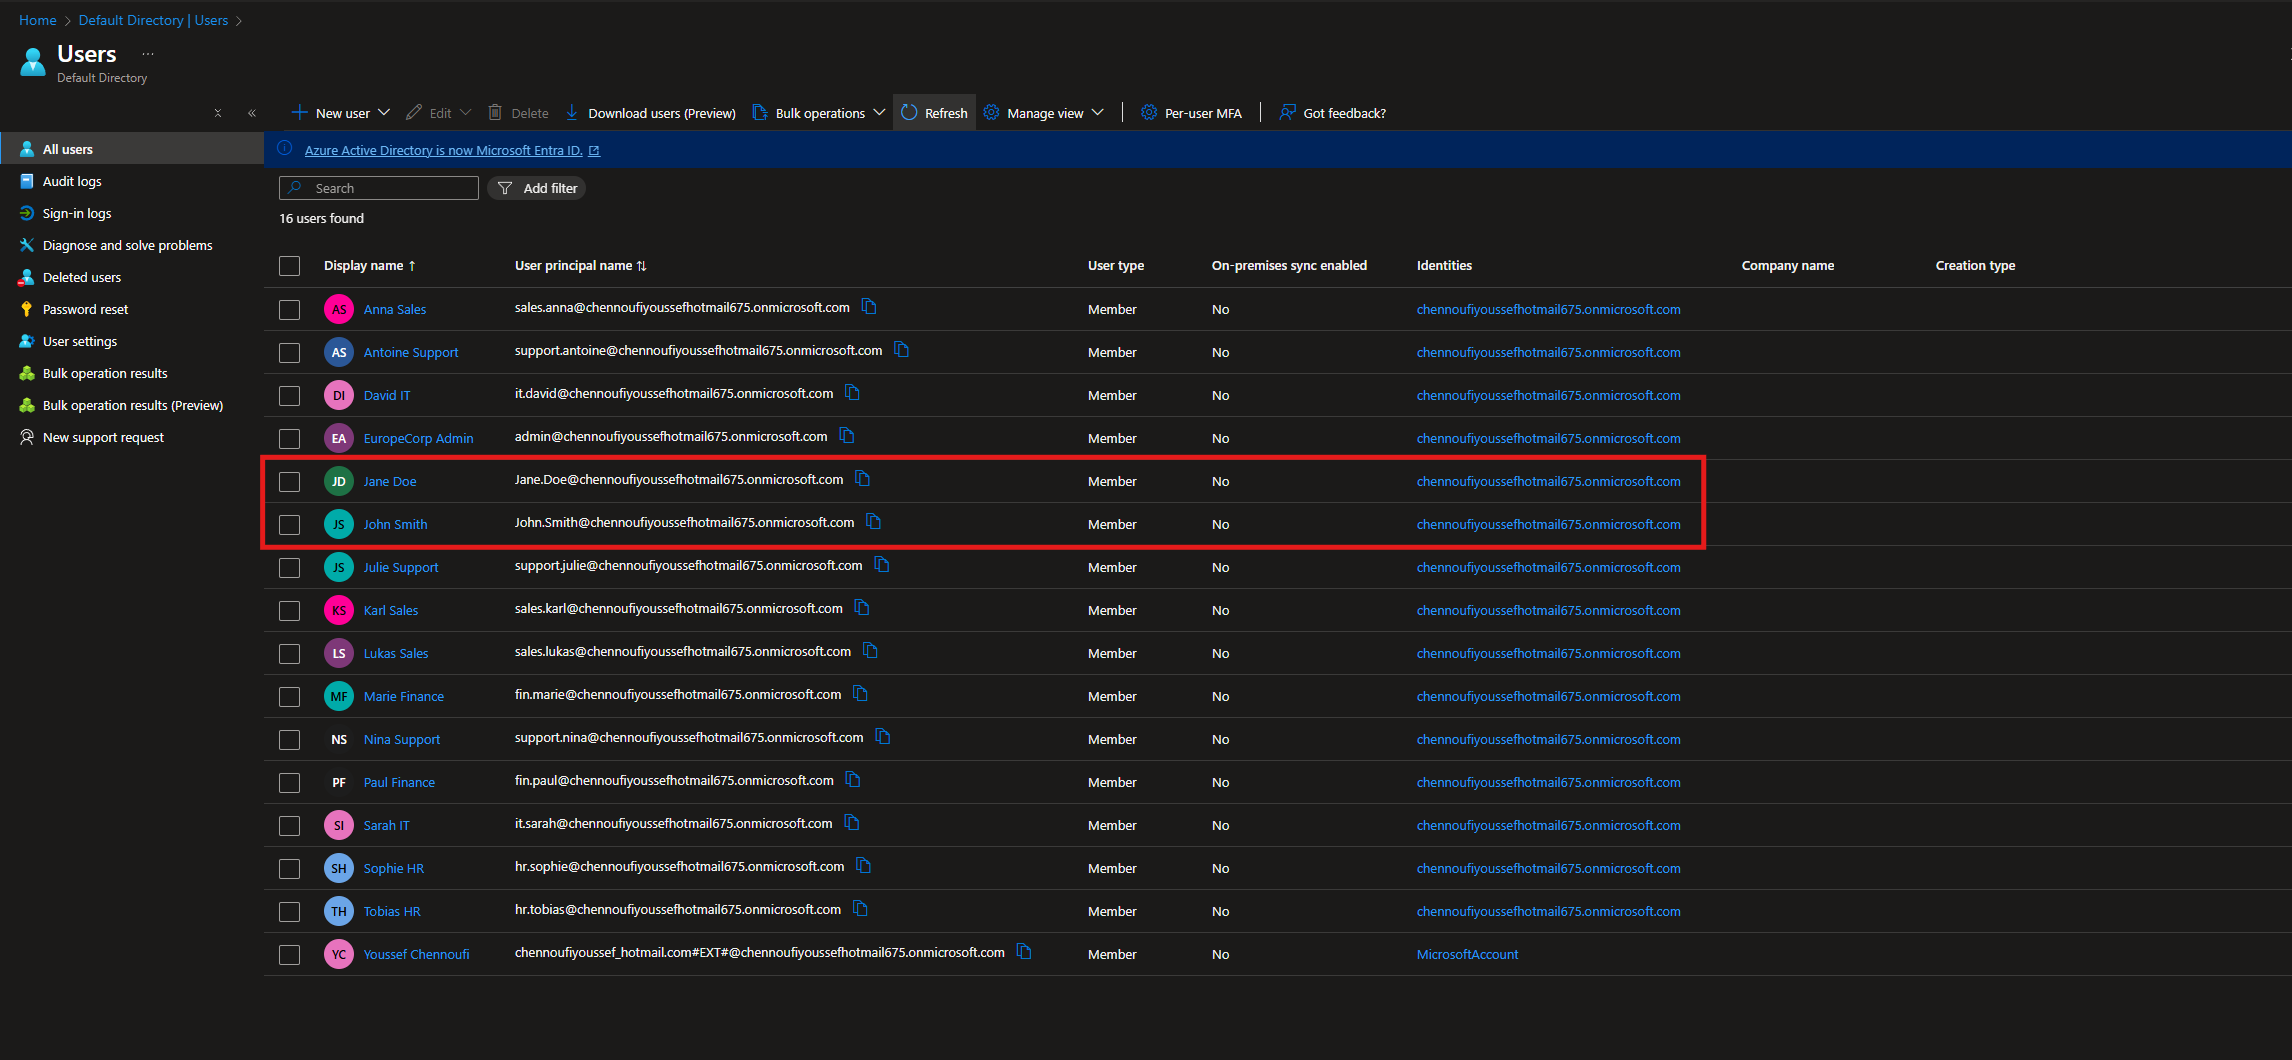 Home > Default Directory | Users >
Users ...
Default Directory
New user Edit Delete Download users (Preview) Bulk operations Refresh Manage view Per-user MFA Got feedback?
All users
Audit logs
Sign-in logs
Diagnose and solve problems
Deleted users
Password reset
User settings
Bulk operation results
Bulk operation results (Preview)
New support request
Azure Active Directory is now Microsoft Entra ID.
Search Add filter
16 users found
Display name ↑ User principal name ↑↓ User type On-premises sync enabled Identities Company name Creation type
AS Anna Sales sales.anna@chennoufiyoussefhotmail675.onmicrosoft.com Member No chennoufiyoussefhotmail675.onmicrosoft.com
AS Antoine Support support.antoine@chennoufiyoussefhotmail675.onmicrosoft.com Member No chennoufiyoussefhotmail675.onmicrosoft.com
DI David IT it.david@chennoufiyoussefhotmail675.onmicrosoft.com Member No chennoufiyoussefhotmail675.onmicrosoft.com
EA EuropeCorp Admin admin@chennoufiyoussefhotmail675.onmicrosoft.com Member No chennoufiyoussefhotmail675.onmicrosoft.com
JD Jane Doe Jane.Doe@chennoufiyoussefhotmail675.onmicrosoft.com Member No chennoufiyoussefhotmail675.onmicrosoft.com
JS John Smith John.Smith@chennoufiyoussefhotmail675.onmicrosoft.com Member No chennoufiyoussefhotmail675.onmicrosoft.com
JS Julie Support support.julie@chennoufiyoussefhotmail675.onmicrosoft.com Member No chennoufiyoussefhotmail675.onmicrosoft.com
KS Karl Sales sales.karl@chennoufiyoussefhotmail675.onmicrosoft.com Member No chennoufiyoussefhotmail675.onmicrosoft.com
LS Lukas Sales sales.lukas@chennoufiyoussefhotmail675.onmicrosoft.com Member No chennoufiyoussefhotmail675.onmicrosoft.com
MF Marie Finance fin.marie@chennoufiyoussefhotmail675.onmicrosoft.com Member No chennoufiyoussefhotmail675.onmicrosoft.com
NS Nina Support support.nina@chennoufiyoussefhotmail675.onmicrosoft.com Member No chennoufiyoussefhotmail675.onmicrosoft.com
PF Paul Finance fin.paul@chennoufiyoussefhotmail675.onmicrosoft.com Member No chennoufiyoussefhotmail675.onmicrosoft.com
SI Sarah IT it.sarah@chennoufiyoussefhotmail675.onmicrosoft.com Member No chennoufiyoussefhotmail675.onmicrosoft.com
SH Sophie HR hr.sophie@chennoufiyoussefhotmail675.onmicrosoft.com Member No chennoufiyoussefhotmail675.onmicrosoft.com
TH Tobias HR hr.tobias@chennoufiyoussefhotmail675.onmicrosoft.com Member No chennoufiyoussefhotmail675.onmicrosoft.com
YC Youssef Chennoufi chennoufiyoussef_hotmail.com#EXT#@chennoufiyoussefhotmail675.onmicrosoft.com Member No MicrosoftAccount